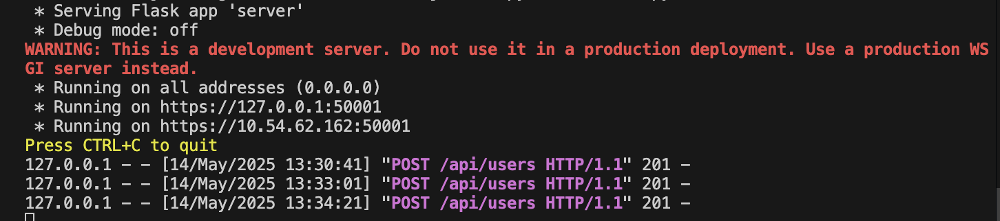 * Serving Flask app 'server'
* Debug mode: off
WARNING: This is a development server. Do not use it in a production deployment. Use a production WS
GI server instead.
* Running on all addresses (0.0.0.0)
* Running on https://127.0.0.1:50001
* Running on https://10.54.62.162:50001
Press CTRL+C to quit
127.0.0.1 - - [14/May/2025 13:30:41] "POST /api/users HTTP/1.1" 201 -
127.0.0.1 - - [14/May/2025 13:33:01] "POST /api/users HTTP/1.1" 201 -
127.0.0.1 - - [14/May/2025 13:34:21] "POST /api/users HTTP/1.1" 201 -